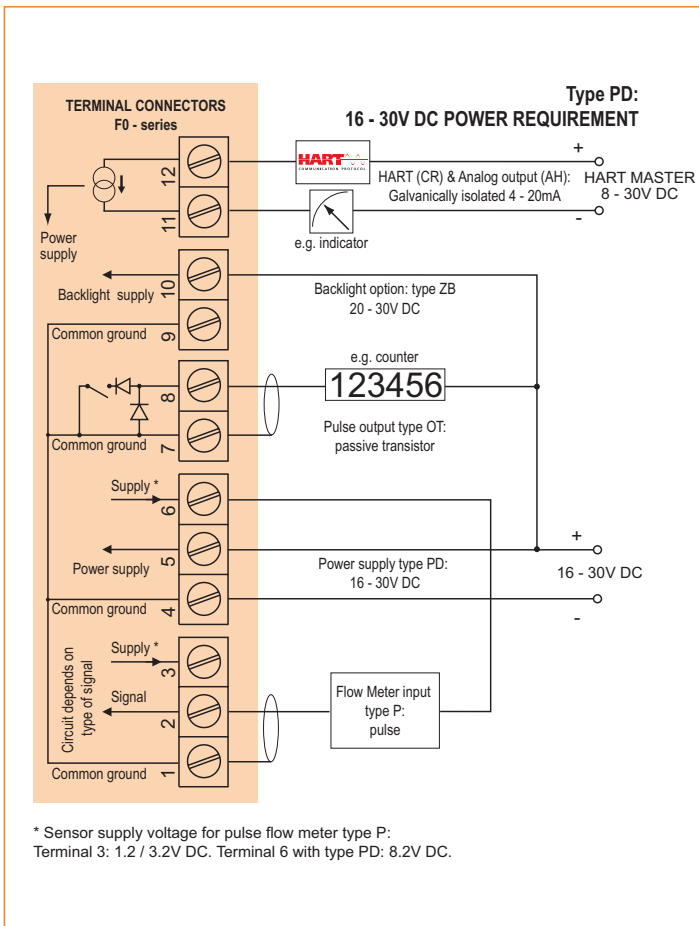 Type PD:
16 - 30V DC POWER REQUIREMENT
TERMINAL CONNECTORS
F0 - series
12
HART
COMMUNICATION PROTOCOL
+
HART (CR) & Analog output (AH):
Galvanically isolated 4 - 20mA
HART MASTER
8 - 30V DC
11
-
Power
supply
e.g. indicator
10
Backlight supply
Backlight option: type ZB
20 - 30V DC
9
Common ground
e.g. counter
8
123456
7
Common ground
Pulse output type OT:
passive transistor
Supply *
6
5
Power supply
Power supply type PD:
16 - 30V DC
+
16 - 30V DC
4
Common ground
-
Supply *
3
Circuit depends on
type of signal
Signal
2
Flow Meter input
type P:
pulse
1
Common ground
* Sensor supply voltage for pulse flow meter type P:
Terminal 3: 1.2 / 3.2V DC. Terminal 6 with type PD: 8.2V DC.